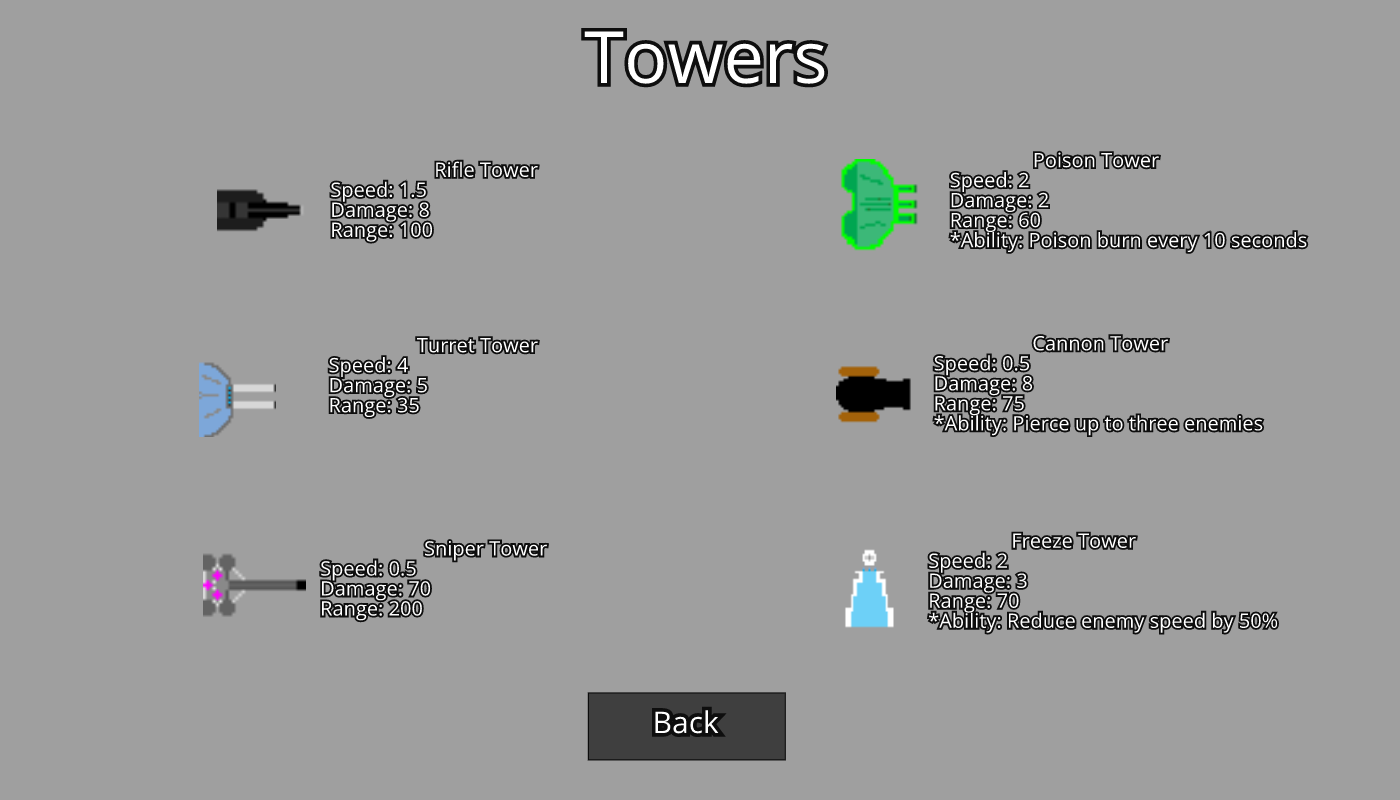 Towers
Rifle Tower
Speed: 1.5
Damage: 8
Range: 100
Poison Tower
Speed: 2
Damage: 2
Range: 60
*Ability: Poison burn every 10 seconds
Turret Tower
Speed: 4
Damage: 5
Range: 35
Cannon Tower
Speed: 0.5
Damage: 8
Range: 75
*Ability: Pierce up to three enemies
Sniper Tower
Speed: 0.5
Damage: 70
Range: 200
Freeze Tower
Speed: 2
Damage: 3
Range: 70
*Ability: Reduce enemy speed by 50%
Back